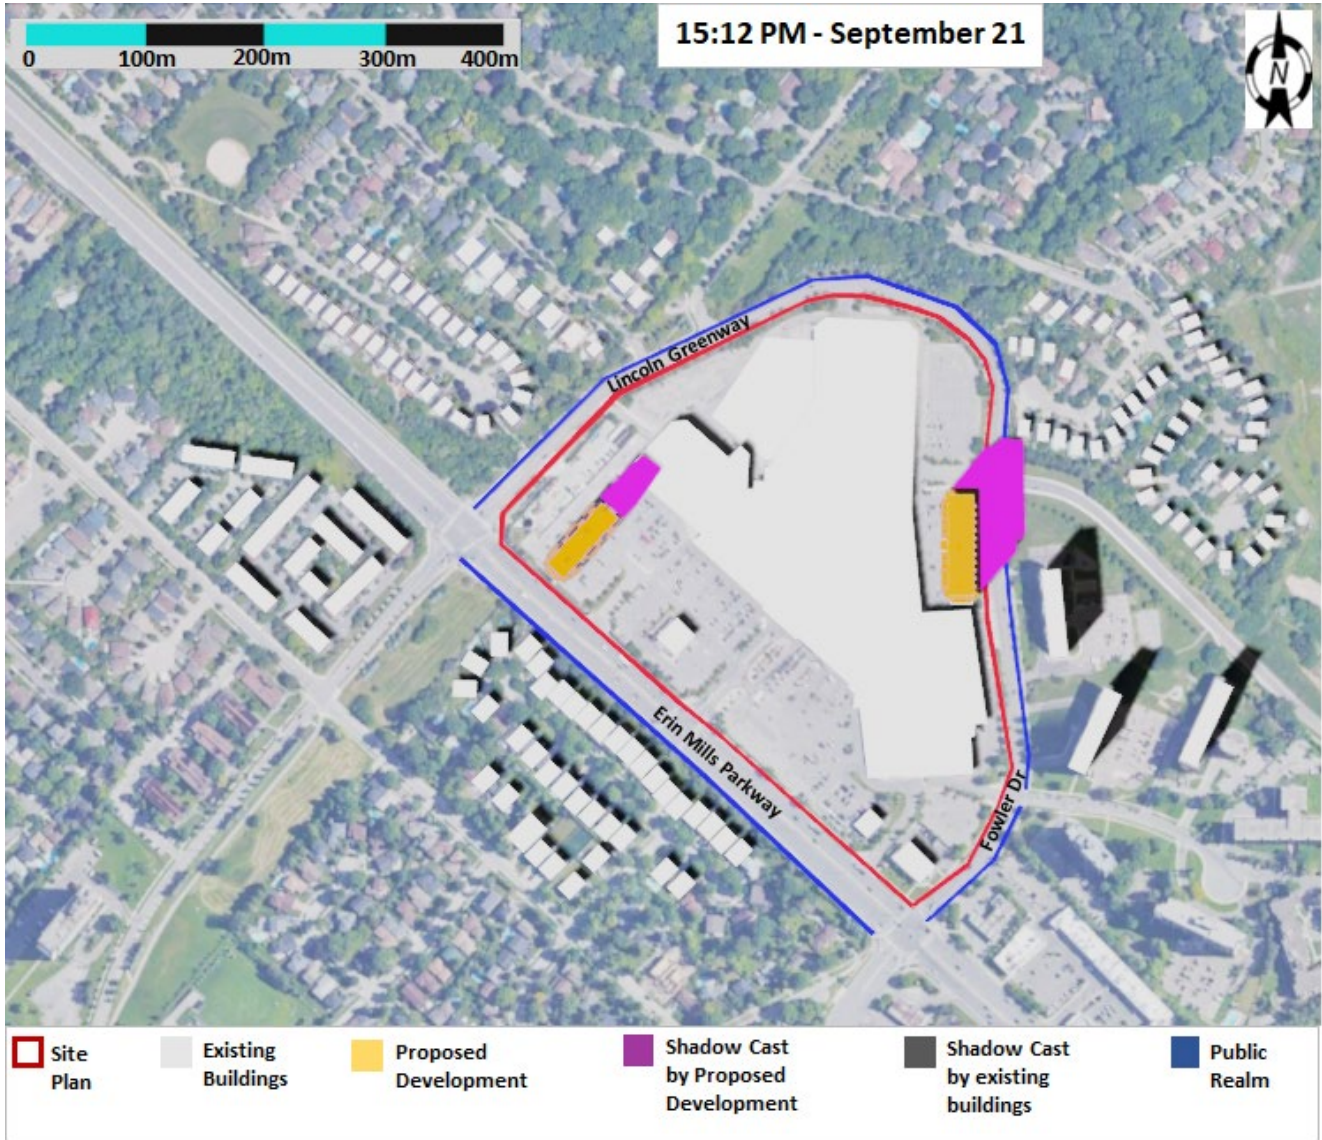 15:12 PM - September 21
N
0 100m 200m 300m 400m
Lincoln Greenway
Erin Mills Parkway
Fowler Dr
Site
Plan
Existing
Buildings
Proposed
Development
Shadow Cast
by Proposed
Development
Shadow Cast
by existing
buildings
Public
Realm